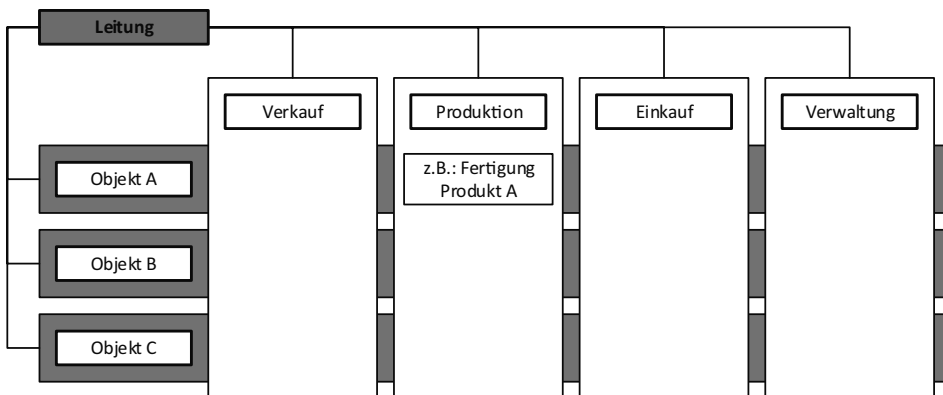 Leitung
Verkauf
Produktion
Einkauf
Verwaltung
Objekt A
z.B.: Fertigung
Produkt A
Objekt B
Objekt C